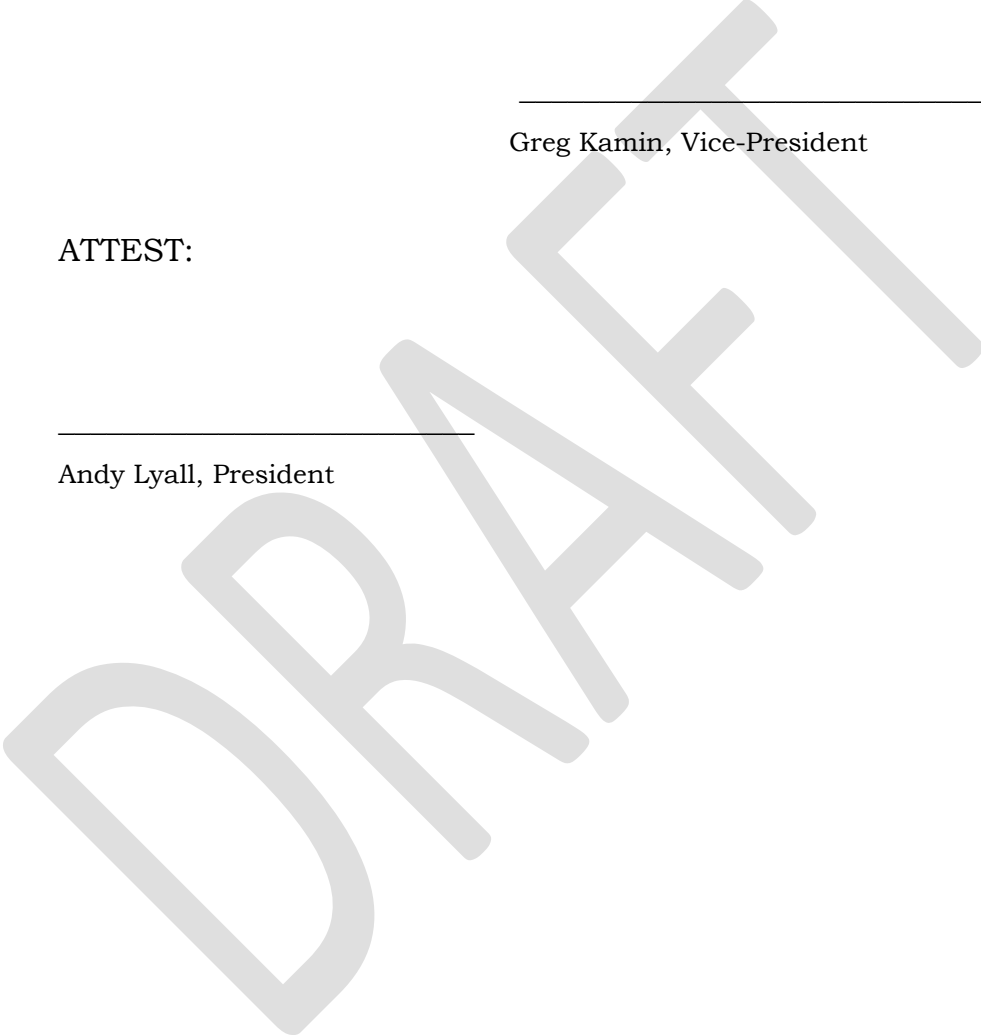 Greg Kamin, Vice-President
ATTEST:
Andy Lyall, President
DRAFT